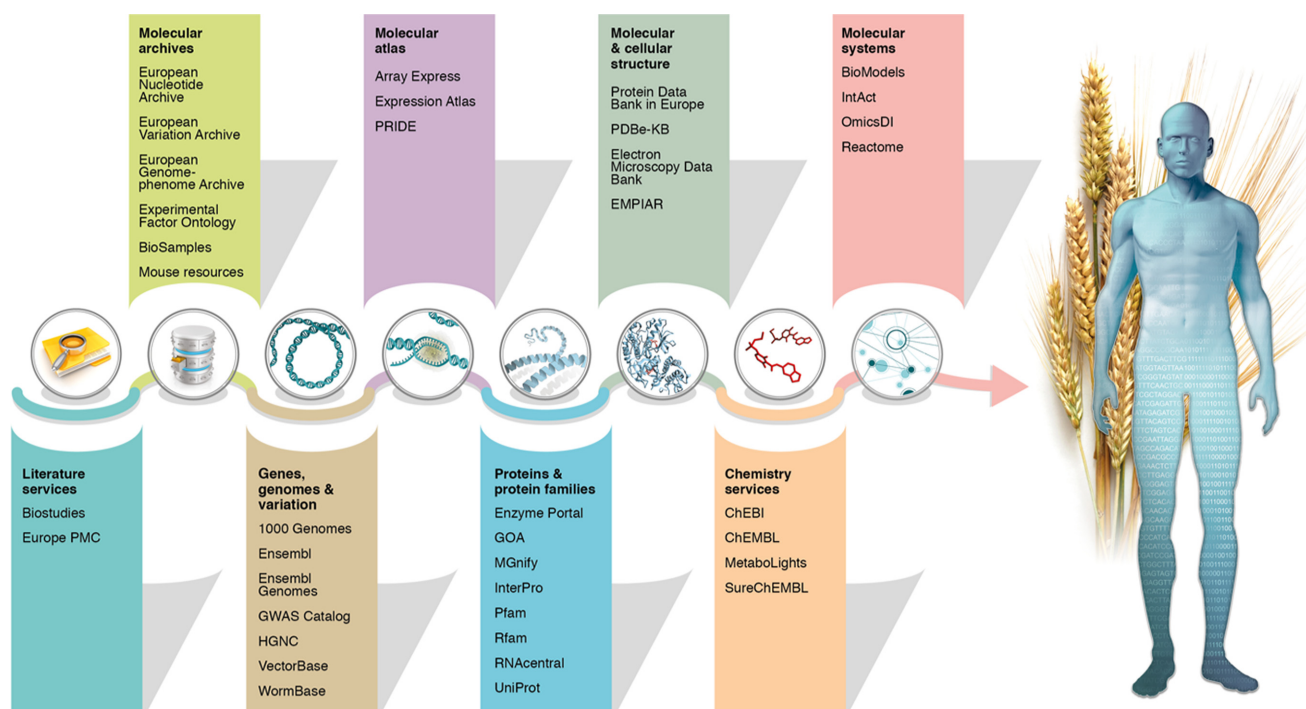 Molecular
archives
European
Nucleotide
Archive
European
Variation Archive
European
Genome-
phenome Archive
Experimental
Factor Ontology
BioSamples
Mouse resources
Molecular
atlas
Array Express
Expression Atlas
PRIDE
Molecular
& cellular
structure
Protein Data
Bank in Europe
PDBe-KB
Electron
Microscopy Data
Bank
EMPIAR
Molecular
systems
BioModels
IntAct
OmicsDI
Reactome
Literature
services
Biostudies
Europe PMC
Genes,
genomes &
variation
1000 Genomes
Ensembl
Ensembl
Genomes
GWAS Catalog
HGNC
VectorBase
WormBase
Proteins &
protein families
Enzyme Portal
GOA
MGnify
InterPro
Pfam
Rfam
RNAcentral
UniProt
Chemistry
services
ChEBI
ChEMBL
MetaboLights
SureChEMBL